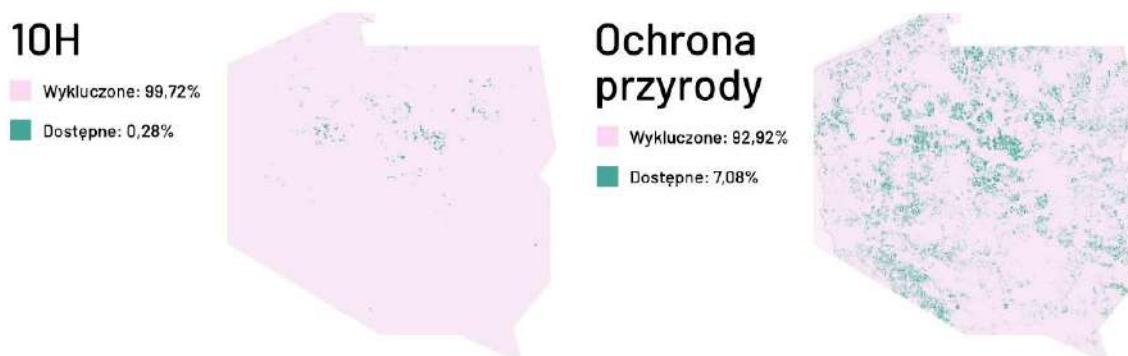 10H
Wykluczone: 99,72%
Dostępne: 0,28%
Ochrona
przyrody
Wykluczone: 92,92%
Dostępne: 7,08%